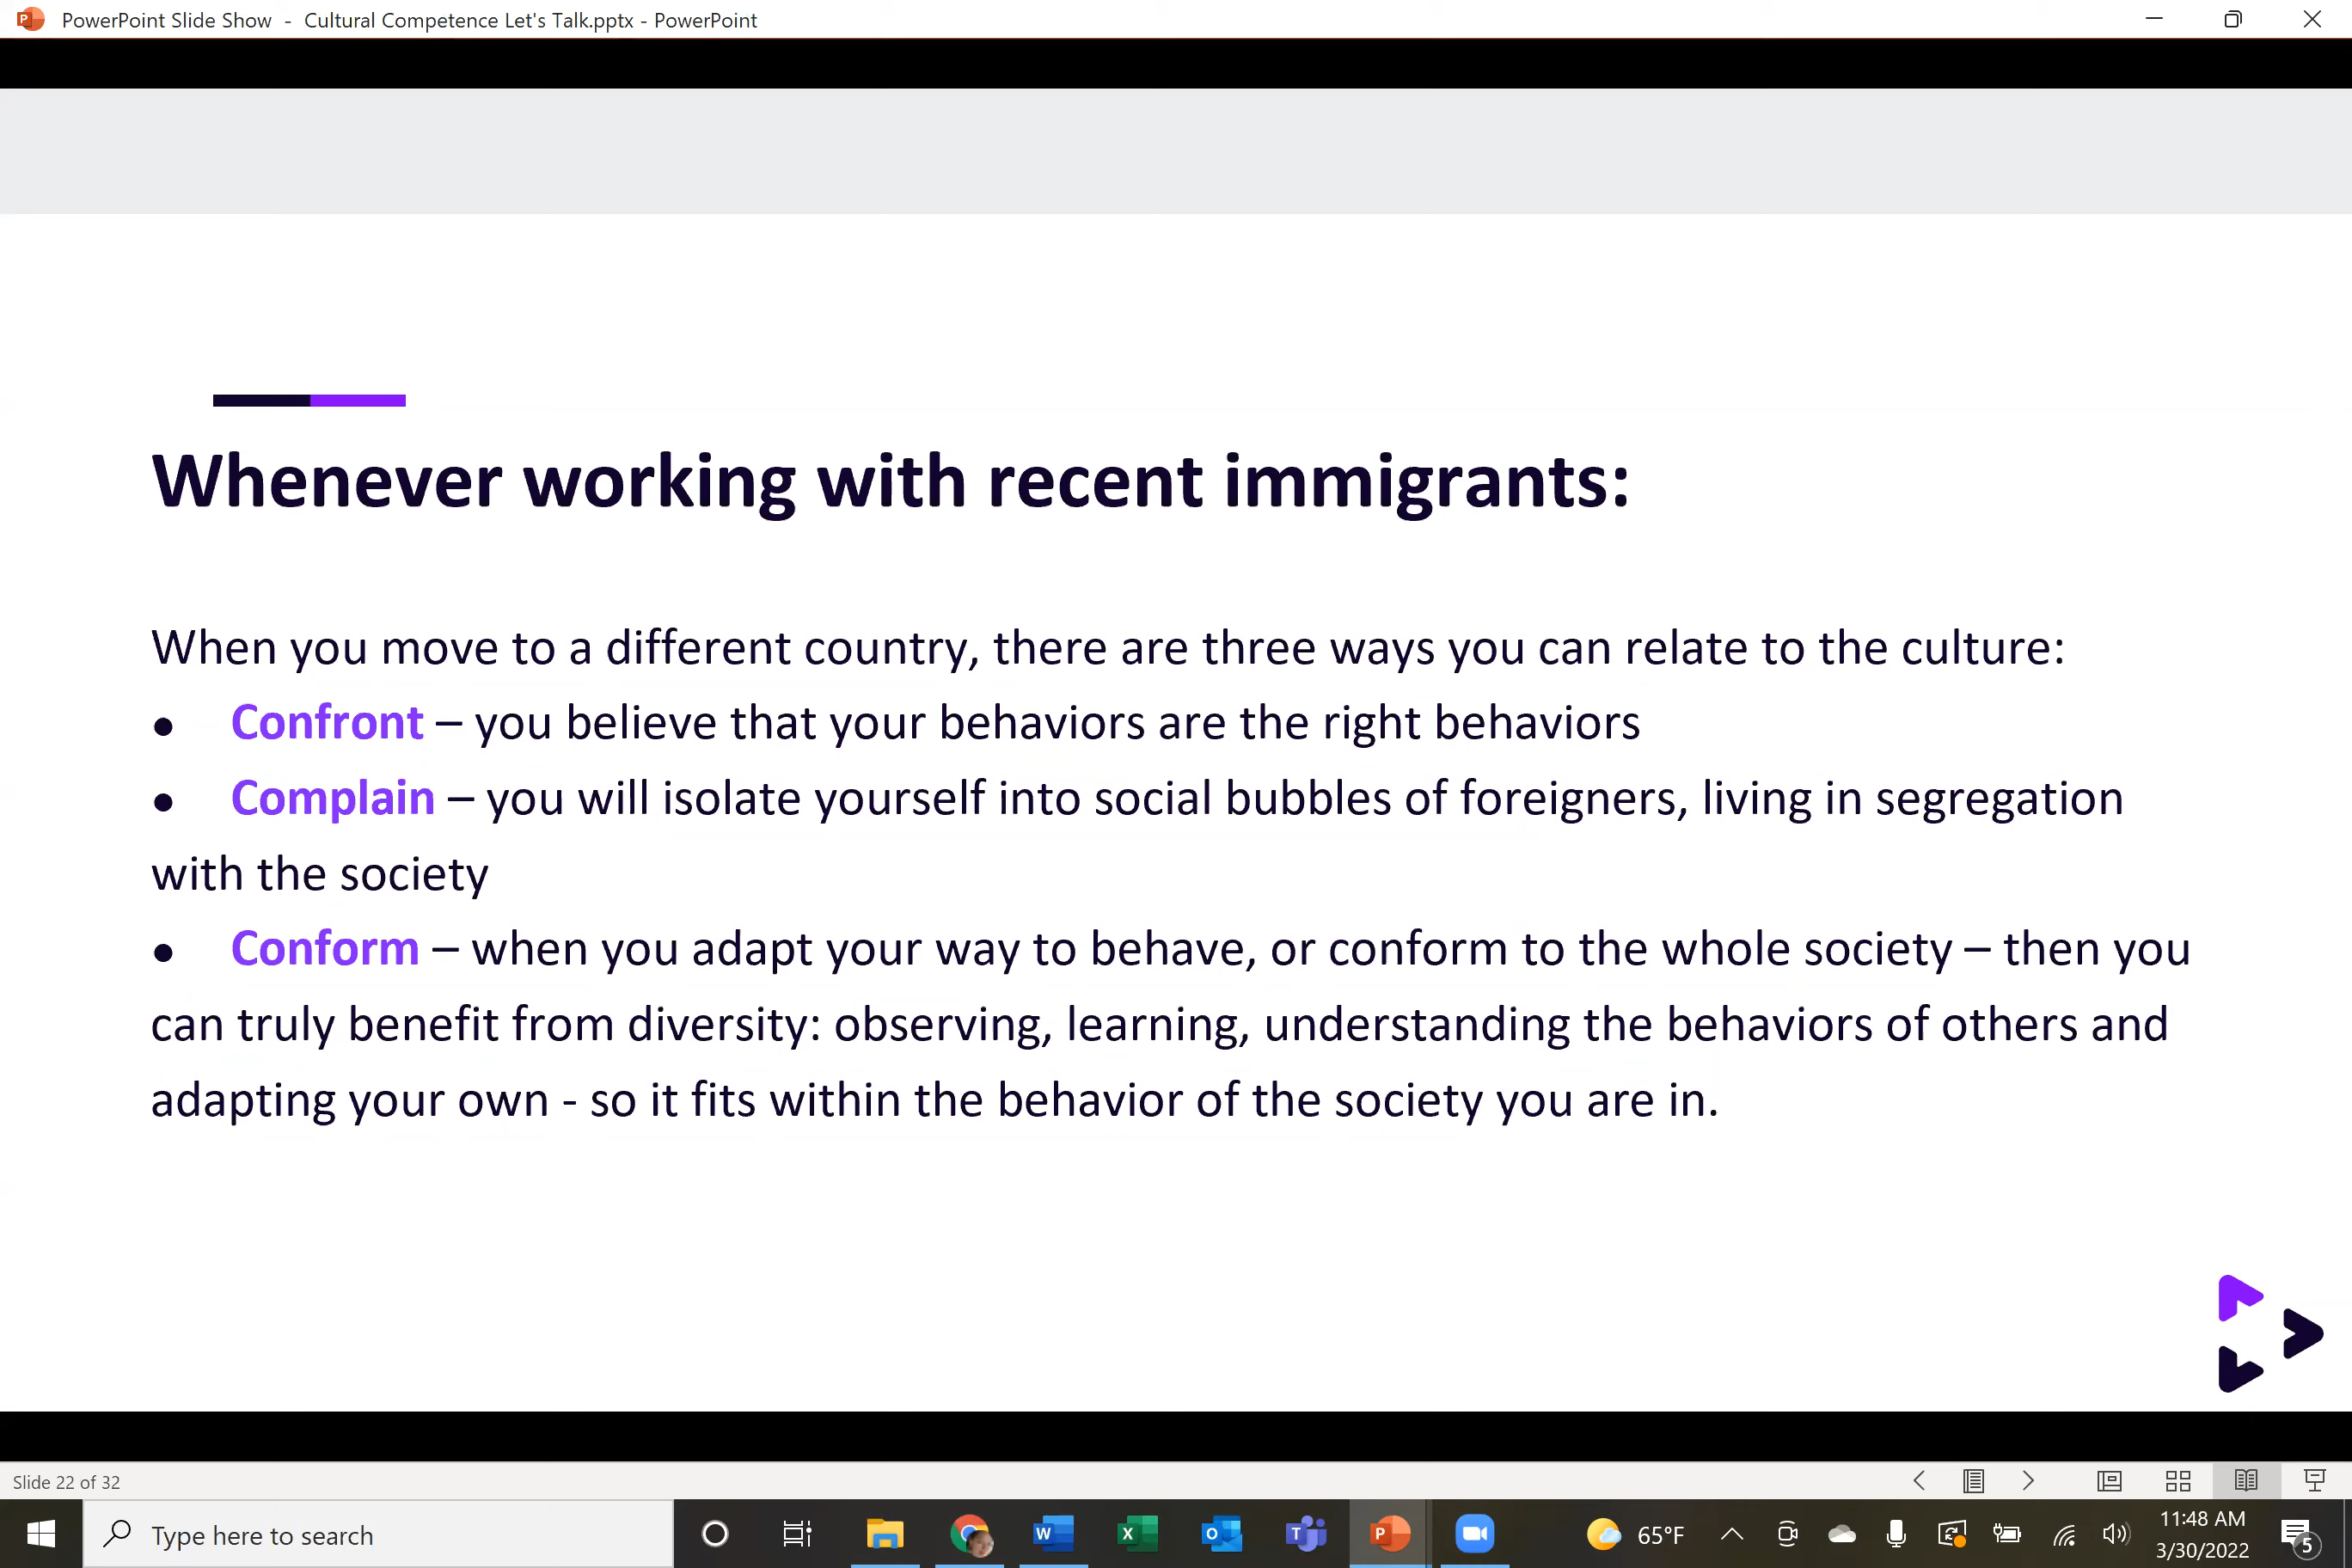 PowerPoint Slide Show - Cultural Competence Let's Talk.pptx - PowerPoint
Whenever working with recent immigrants:
When you move to a different country, there are three ways you can relate to the culture:
● Confront – you believe that your behaviors are the right behaviors
● Complain – you will isolate yourself into social bubbles of foreigners, living in segregation
with the society
● Conform – when you adapt your way to behave, or conform to the whole society – then you
can truly benefit from diversity: observing, learning, understanding the behaviors of others and
adapting your own - so it fits within the behavior of the society you are in.
Slide 22 of 32
Type here to search
65°F
11:48 AM
3/30/2022
5